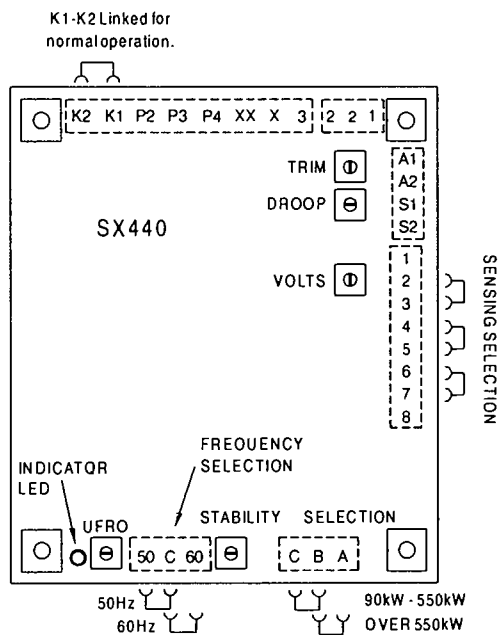 K1-K2 Linked for
normal operation.
K2 K1 P2 P3 P4 XX X 3 2 2 1
TRIM
DROOP
A1
A2
S1
S2
SX440
VOLTS
1
2
3
4
5
6
7
8
SENSING SELECTION
FREQUENCY
SELECTION
INDICATOR
LED
UFRO
STABILITY SELECTION
50 C 60
C B A
50Hz
60Hz
90kW - 550kW
OVER 550kW